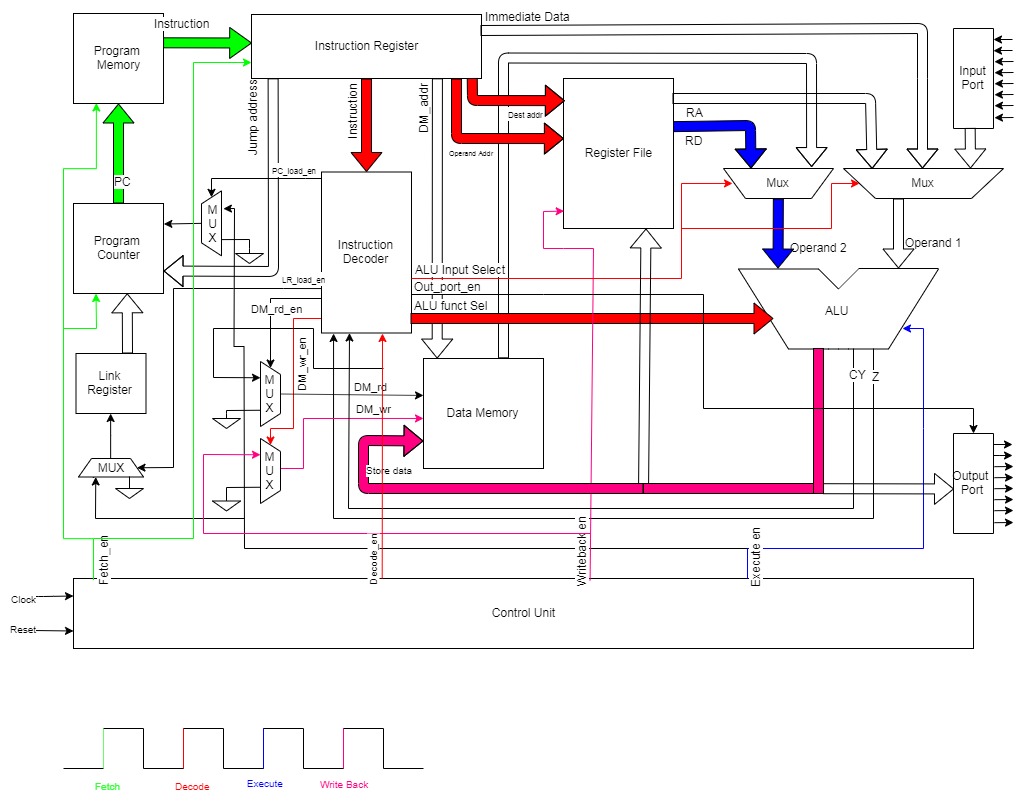 Immediate Data
Instruction
Program
Memory
Instruction Register
Input
Port
Jump address
Instruction
DM_addr
Dest addr
Operand Addr
RA
RD
Register File
PC
PC_load_en
Mux
Mux
M
U
X
Program
Counter
Instruction
Decoder
Operand 2
Operand 1
ALU Input Select
LR_load_en
Out_port_en
DM_rd_en
ALU funct Sel
ALU
DM_wr_en
Link
Register
M
U
X
DM_rd
CY
Z
DM_wr
Data Memory
MUX
M
U
X
Store data
Output
Port
Fetch_en
Decode_en
Writeback en
Execute en
Clock
Reset
Control Unit
Fetch
Decode
Execute
Write Back